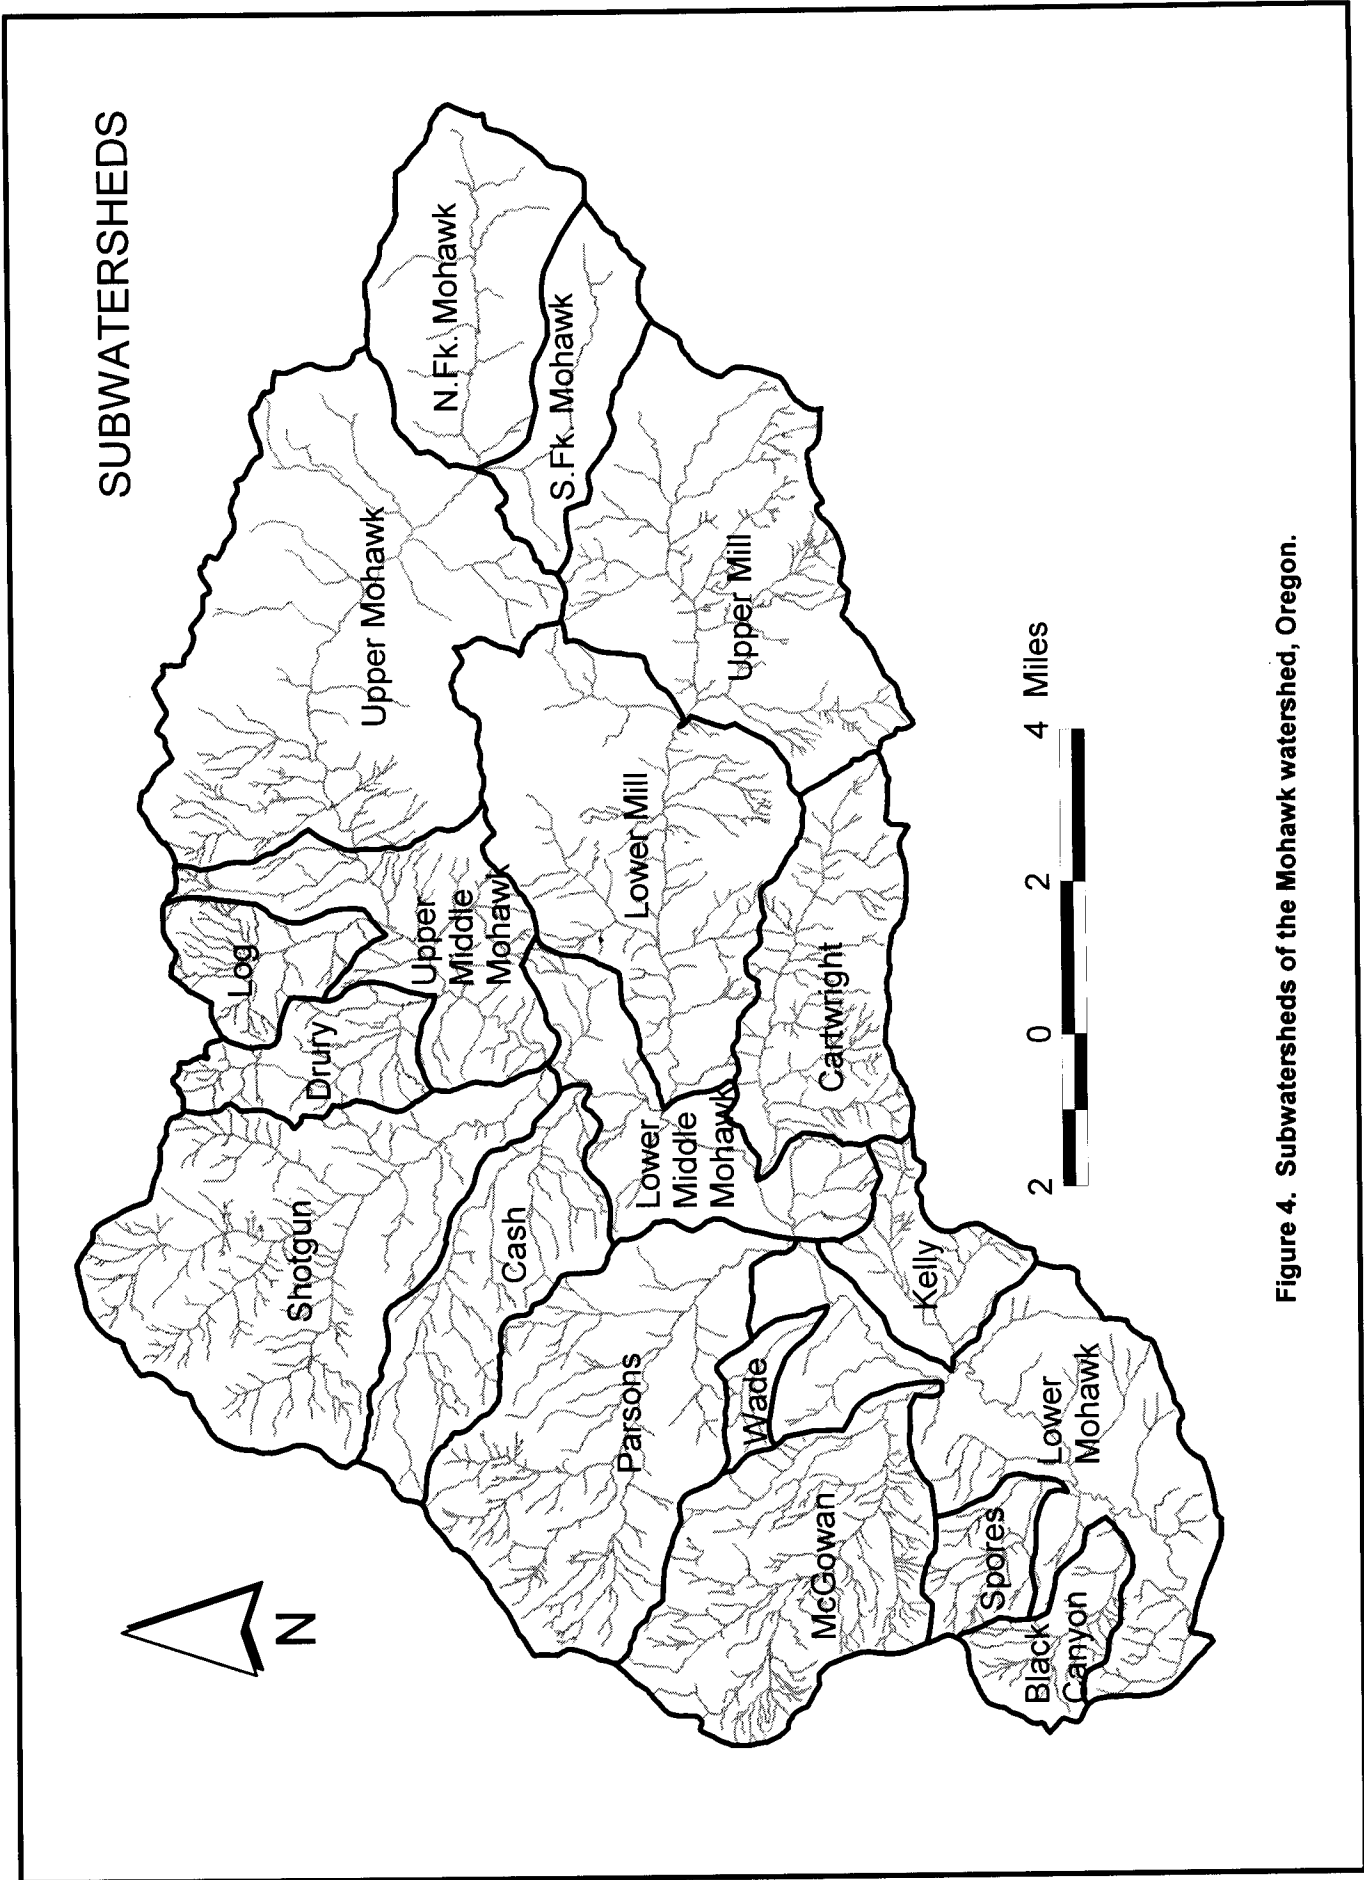 SUBWATERSHEDS
N
Shotgun
Drury
Log
Upper Mohawk
N.Fk. Mohawk
S.Fk. Mohawk
Upper
Middle
Mohawk
Cash
Parsons
Lower
Middle
Mohawk
Lower Mill
Upper Mill
Wade
McGowan
Cartwright
Kelly
Spores
Black
Canyon
Lower
Mohawk
2 0 2 4 Miles
Figure 4. Subwatersheds of the Mohawk watershed, Oregon.